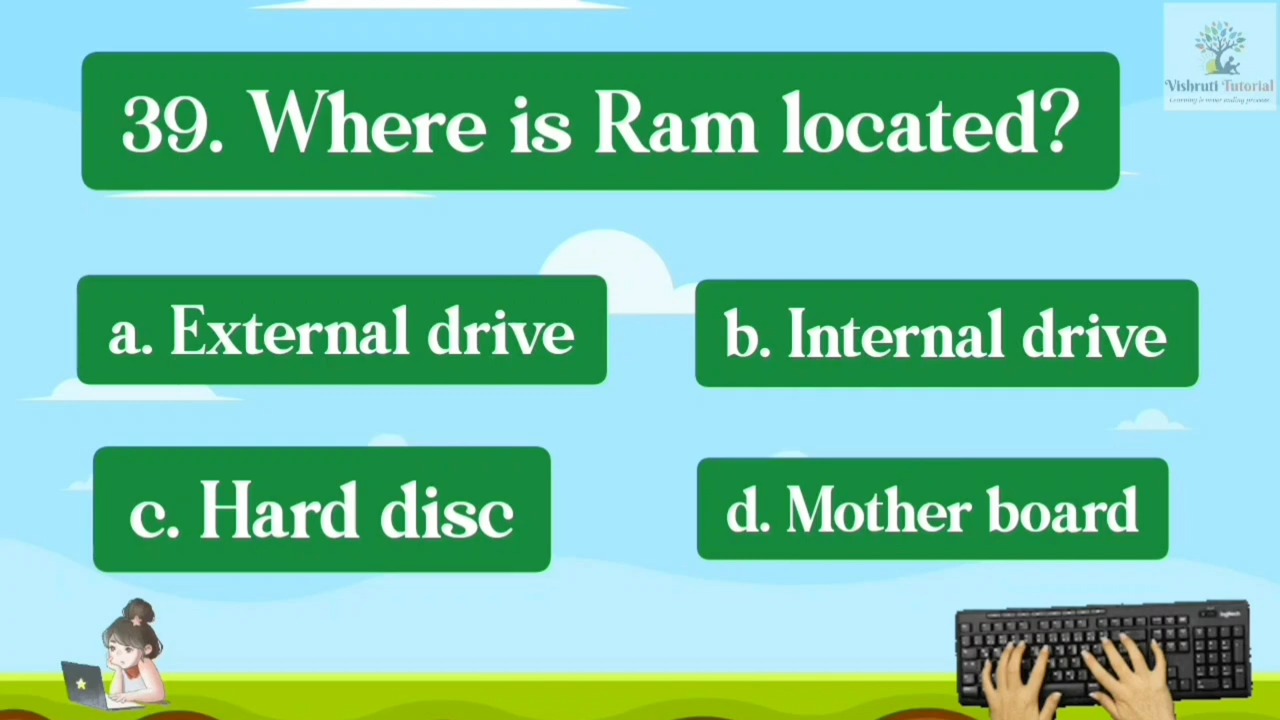 Vishruti Tutorial
39. Where is Ram located?
a. External drive
b. Internal drive
c. Hard disc
d. Mother board